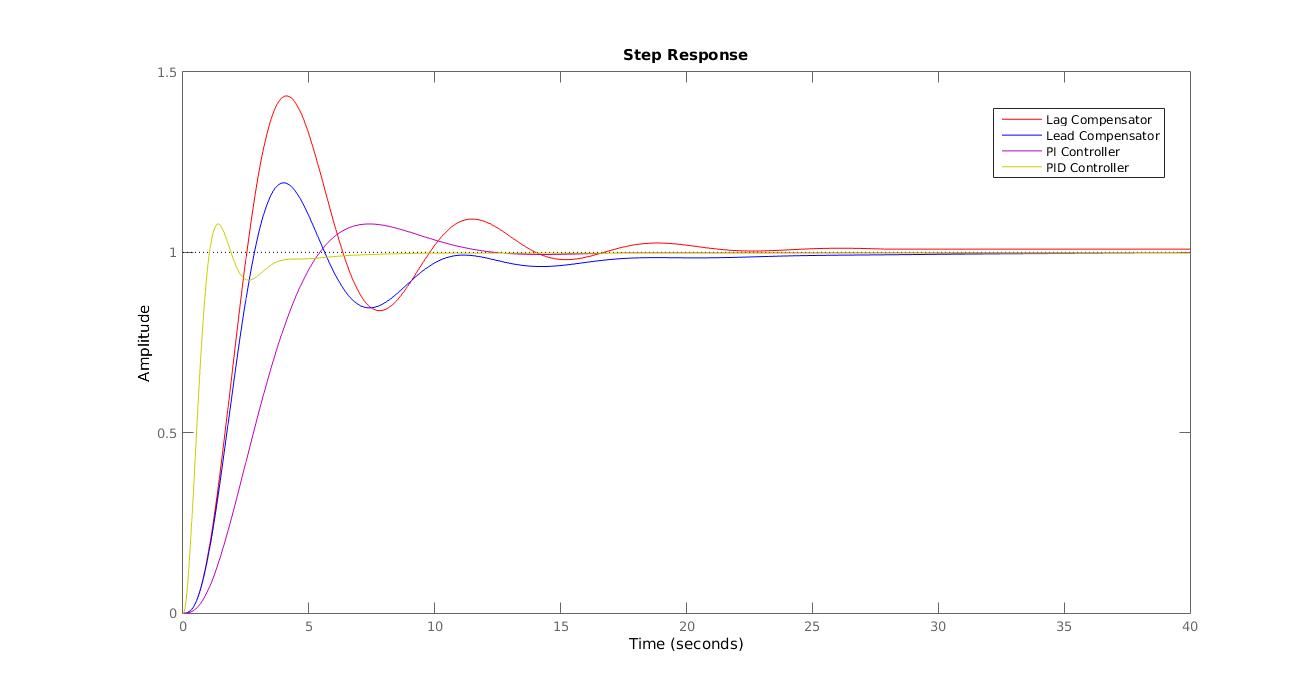 Step Response
1.5
1
0.5
0
Amplitude
Lag Compensator
Lead Compensator
PI Controller
PID Controller
0 5 10 15 20 25 30 35 40
Time (seconds)